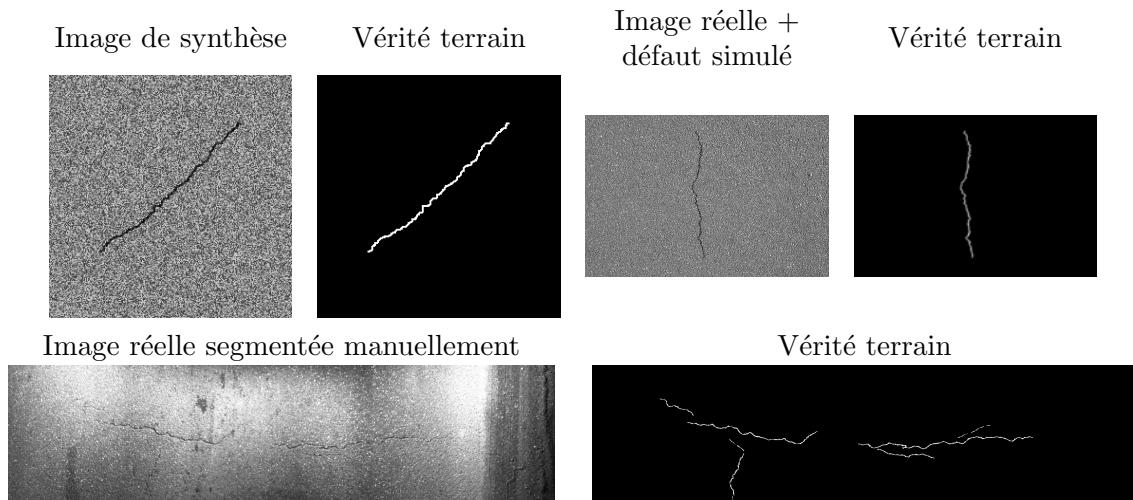 Image de synthèse
Vérité terrain
Image réelle +
défaut simulé
Vérité terrain
Image réelle segmentée manuellement
Vérité terrain